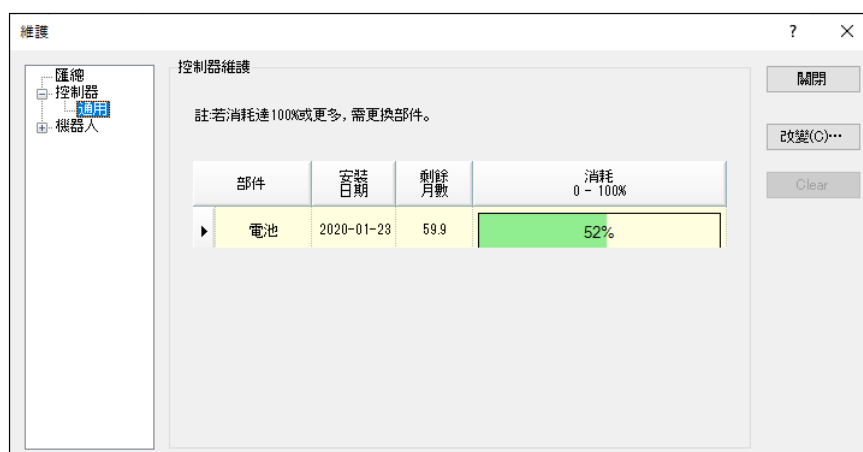 維護
?
匯總
控制器
通用
機器人
控制器維護
註:若消耗達100%或更多,需更換部件。
部件
安裝
日期
剩餘
月數
消耗
0 - 100%
電池
2020-01-23
59.9
52%
關閉
改變(C)…
Clear